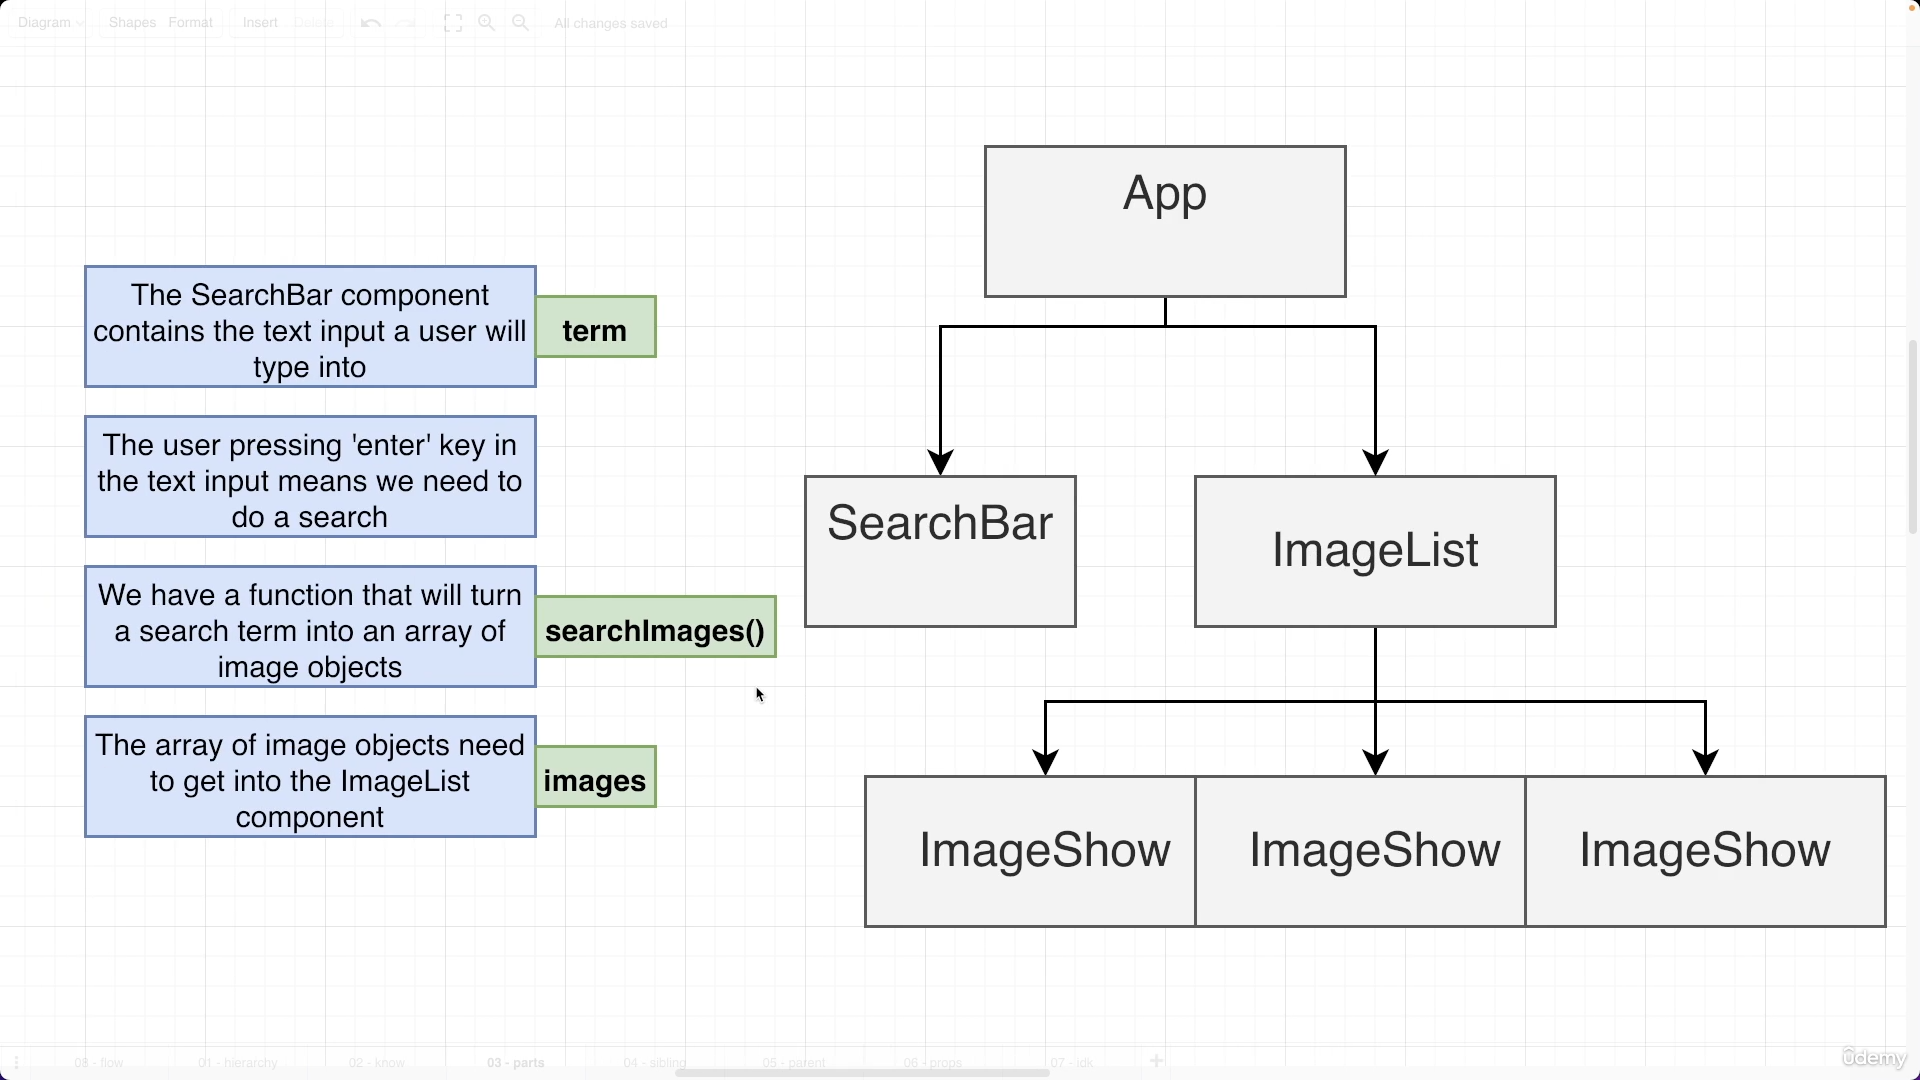 Diagram Shapes Format Insert Delete All changes saved
App
The SearchBar component
contains the text input a user will
type into
term
The user pressing 'enter' key in
the text input means we need to
do a search
SearchBar
ImageList
We have a function that will turn
a search term into an array of
image objects
searchImages()
The array of image objects need
to get into the ImageList
component
images
ImageShow ImageShow ImageShow
08 - flow 01 - hierarchy 02 - know 03 - parts 04 - sibling 05 - parent 06 - props 07 - idk
ûdemy